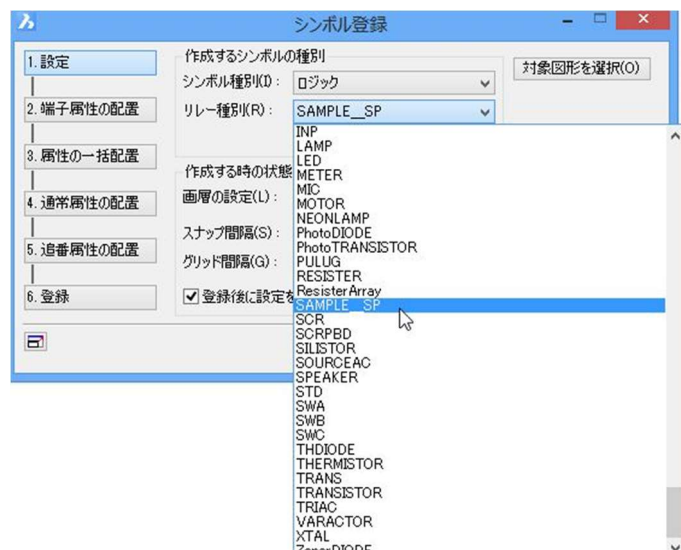 シンボル登録
1. 設定
2. 端子属性の配置
3. 属性の一括配置
4. 通常属性の配置
5. 追番属性の配置
6. 登録
作成するシンボルの種別
シンボル種別(I): ロジック
リレー種別(R): SAMPLE__SP
対象図形を選択(O)
作成する時の状態
画層の設定(L):
スナップ間隔(S):
グリッド間隔(G):
登録後に設定を
INP
LAMP
LED
METER
MIC
MOTOR
NEONLAMP
PhotoDIODE
PhotoTRANSISTOR
PULUG
RESISTER
ResisterArray
SAMPLE__SP
SCR
SCRPBD
SILISTOR
SOURCEAC
SPEAKER
STD
SWA
SWB
SWC
THDIODE
THERMISTOR
TRANS
TRANSISTOR
TRIAC
VARACTOR
XTAL
ZenerDIODE